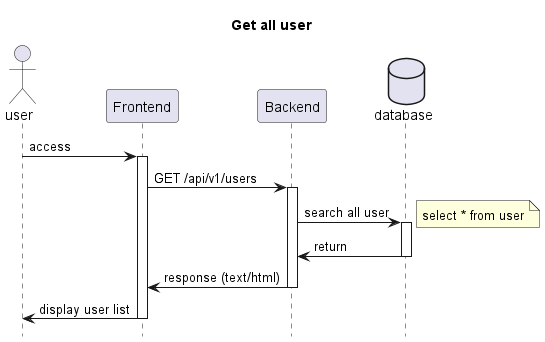 Get all user
user
Frontend
Backend
database
access
GET /api/v1/users
search all user
select * from user
return
response (text/html)
display user list